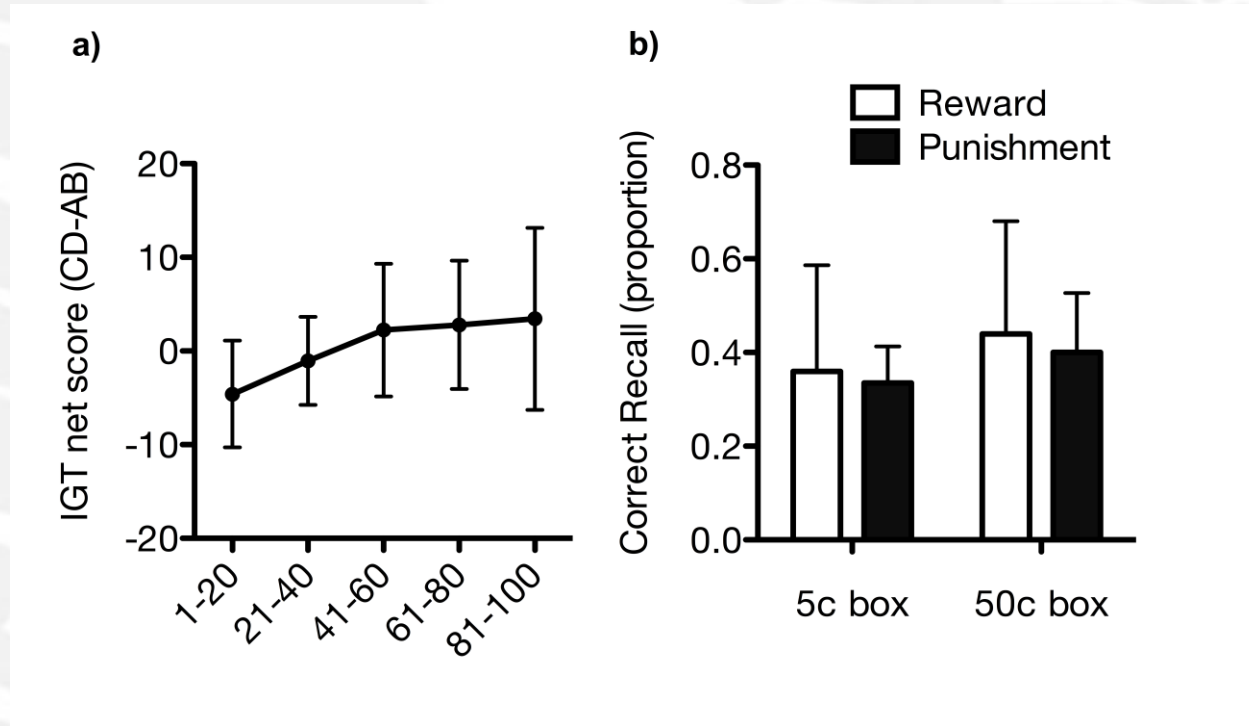 a)
IGT net score (CD-AB)
20
10
0
-10
-20
1-20
21-40
41-60
61-80
81-100
b)
Reward
Punishment
Correct Recall (proportion)
0.8
0.6
0.4
0.2
0.0
5c box
50c box